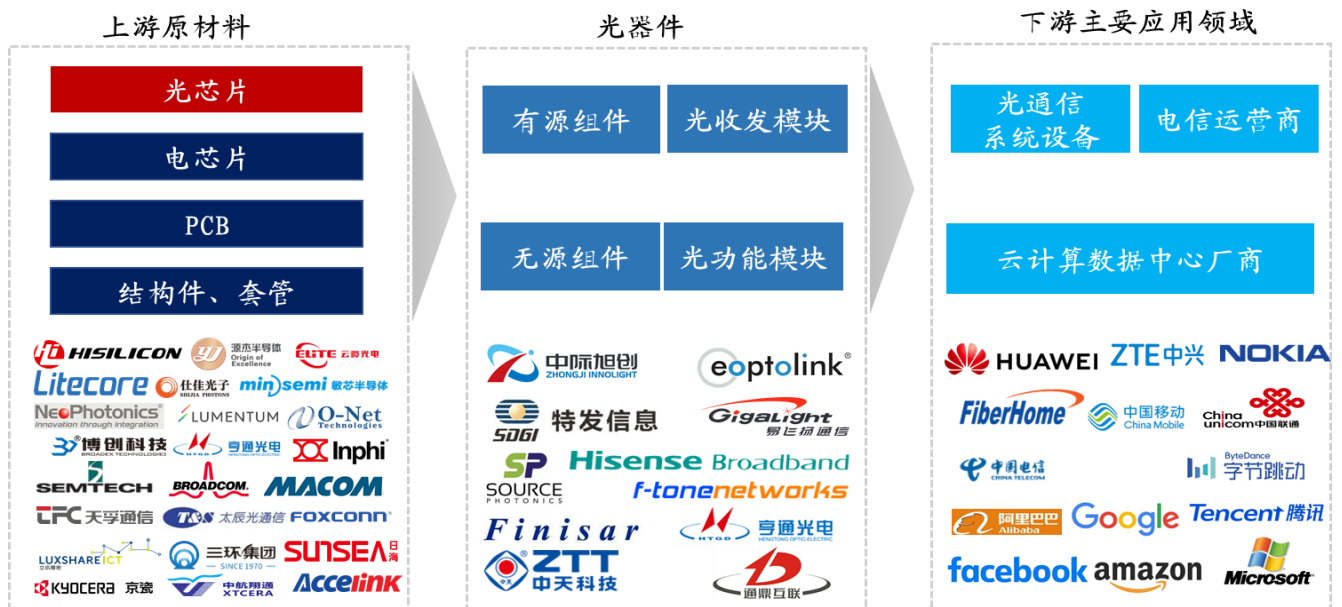 上游原材料
光芯片
电芯片
PCB
结构件、套管
HISILICON
源杰半导体
Origin of
Excellence
ELITE 云岭光电
Litecore
仕佳光子
SHIJIA PHOTONS
mindsemi 敏芯半导体
NeoPhotonics®
Innovation through Integration
LUMENTUM
O-Net
Technologies
博创科技
BROADEX TECHNOLOGIES
亨通光电
HENGTONG OPTIC-ELECTRIC
Inphi
SEMTECH
BROADCOM
MACOM
TFC 天孚通信
T&S 太辰光通信
FOXCONN
LUXSHARE ICT
立讯精密
三环集团
SINCE 1970
SUNSEA 日海
KYOCERA 京瓷
中航翔通
XTCERA
Accelink
光器件
有源组件
光收发模块
无源组件
光功能模块
中际旭创
ZHONGJI INNOLIGHT
eoptolink®
SDGI 特发信息
GIGALIGHT
易飞扬通信
SP
SOURCE
PHOTONICS
Hisense Broadband
f-tonenetworks
Finisar
HTGD 亨通光电
HENGTONG OPTIC-ELECTRIC
中天
ZTT
中天科技
通鼎互联
下游主要应用领域
光通信
系统设备
电信运营商
云计算数据中心厂商
HUAWEI
ZTE中兴
NOKIA
FiberHome
中国移动
China Mobile
China
unicom中国联通
中国电信
CHINA TELECOM
ByteDance
字节跳动
阿里巴巴
Alibaba
Google
Tencent 腾讯
facebook
amazon
Microsoft